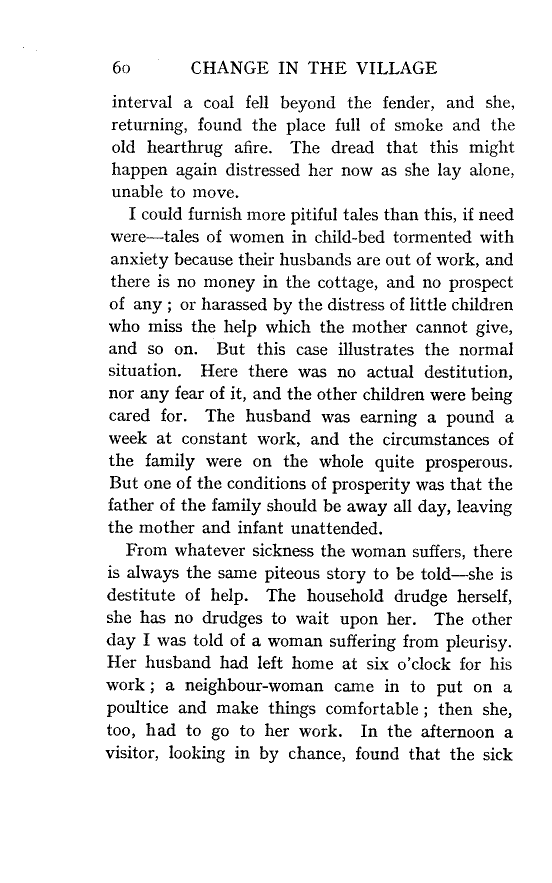 60 CHANGE IN THE VILLAGE
interval a coal fell beyond the fender, and she,
returning, found the place full of smoke and the
old hearthrug afire. The dread that this might
happen again distressed her now as she lay alone,
unable to move.
I could furnish more pitiful tales than this, if need
were—tales of women in child-bed tormented with
anxiety because their husbands are out of work, and
there is no money in the cottage, and no prospect
of any ; or harassed by the distress of little children
who miss the help which the mother cannot give,
and so on. But this case illustrates the normal
situation. Here there was no actual destitution,
nor any fear of it, and the other children were being
cared for. The husband was earning a pound a
week at constant work, and the circumstances of
the family were on the whole quite prosperous.
But one of the conditions of prosperity was that the
father of the family should be away all day, leaving
the mother and infant unattended.
From whatever sickness the woman suffers, there
is always the same piteous story to be told—she is
destitute of help. The household drudge herself,
she has no drudges to wait upon her. The other
day I was told of a woman suffering from pleurisy.
Her husband had left home at six o'clock for his
work ; a neighbour-woman came in to put on a
poultice and make things comfortable ; then she,
too, had to go to her work. In the afternoon a
visitor, looking in by chance, found that the sick